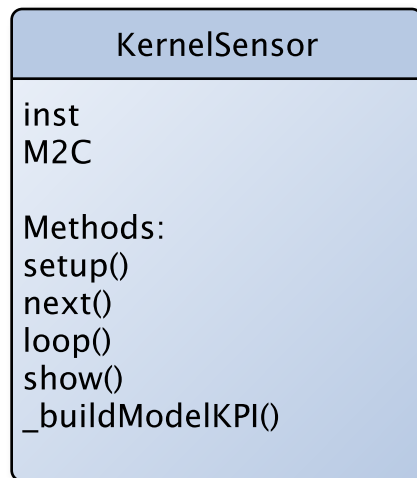 KernelSensor
inst
M2C
Methods:
setup()
next()
loop()
show()
_buildModelKPI()